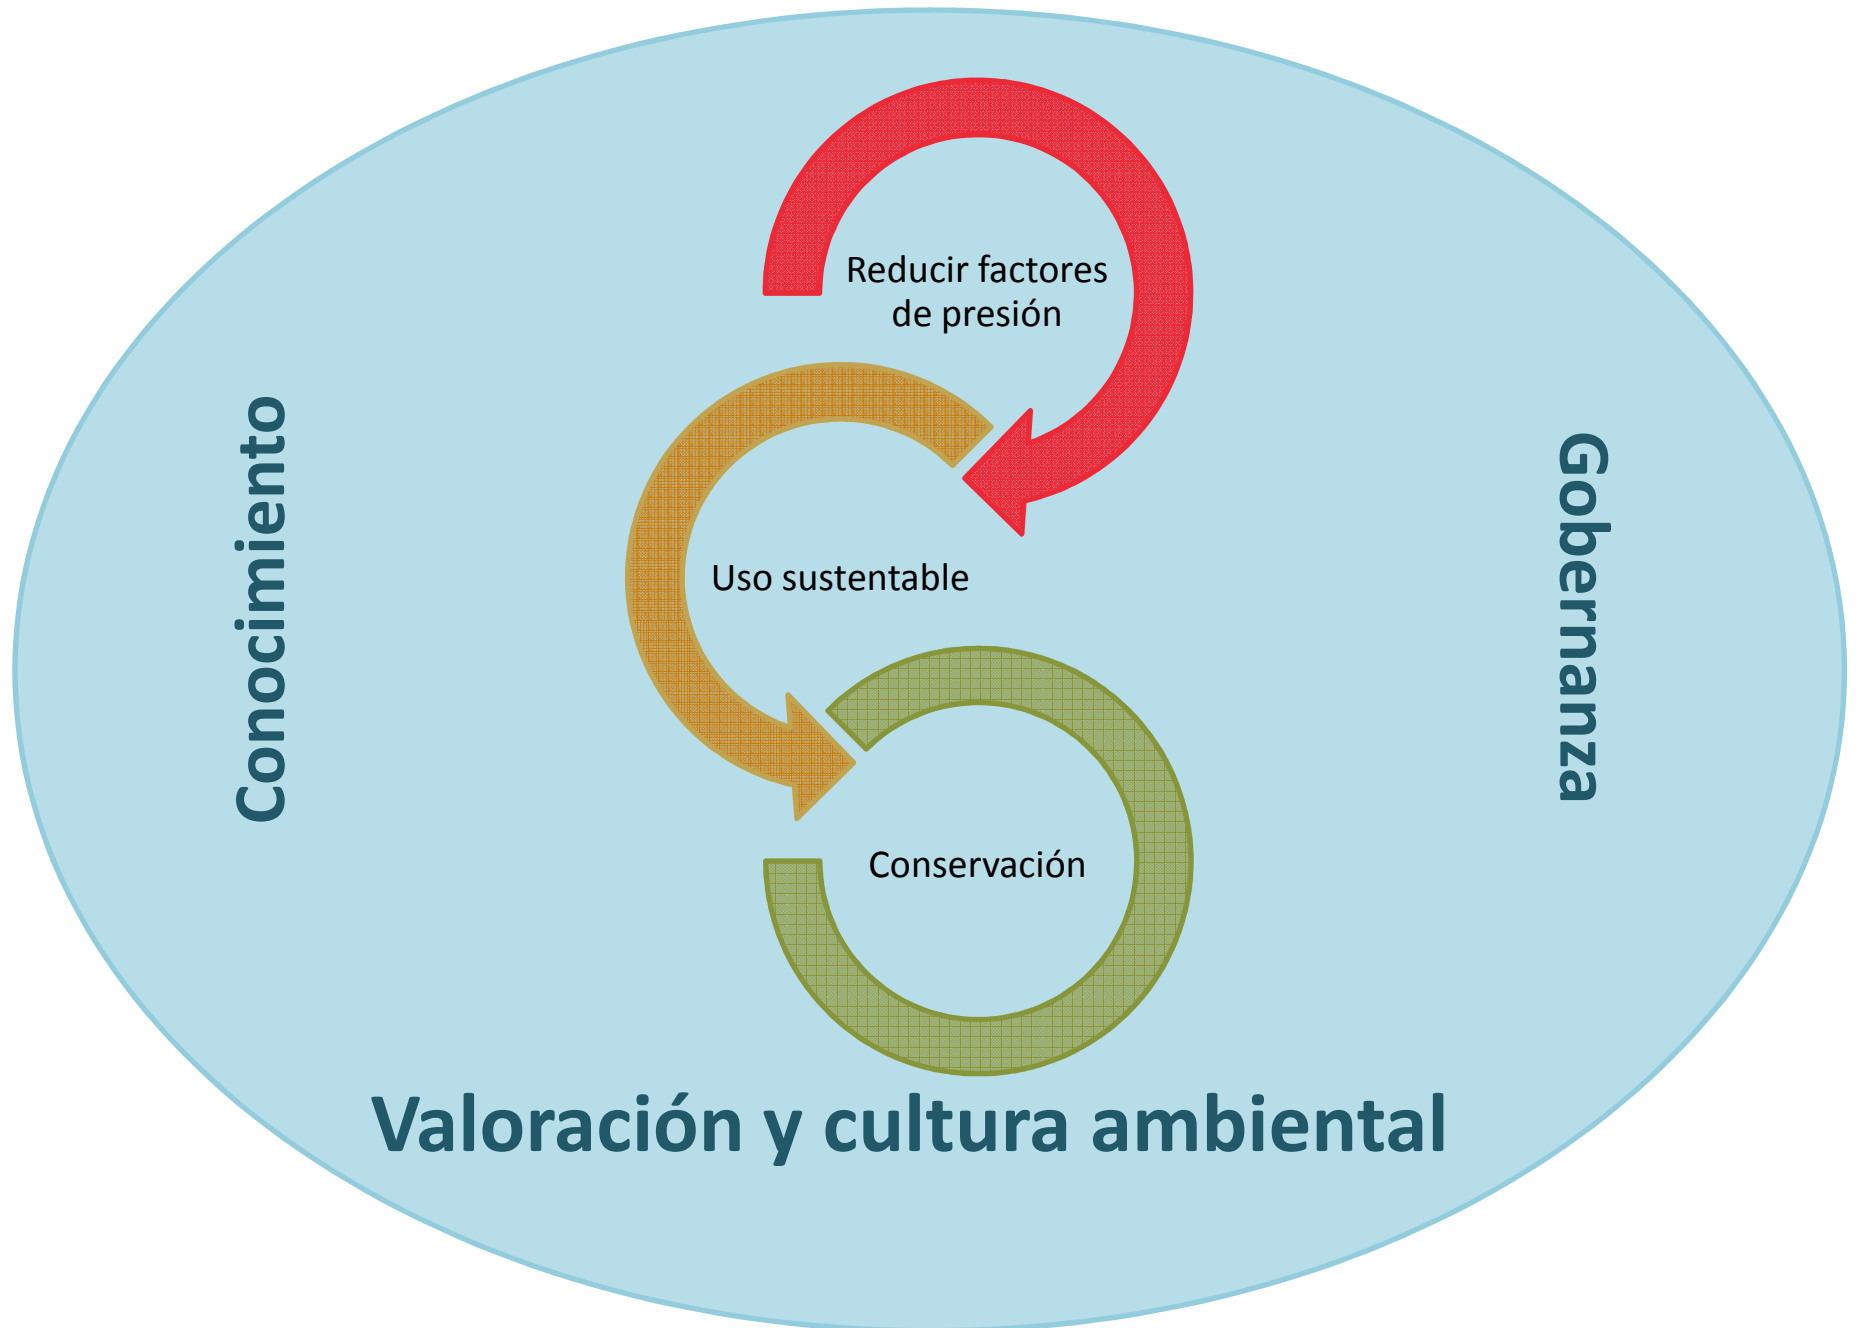 Reducir factores
de presión
Conocimiento
Gobernanza
Uso sustentable
Conservación
Valoración y cultura ambiental